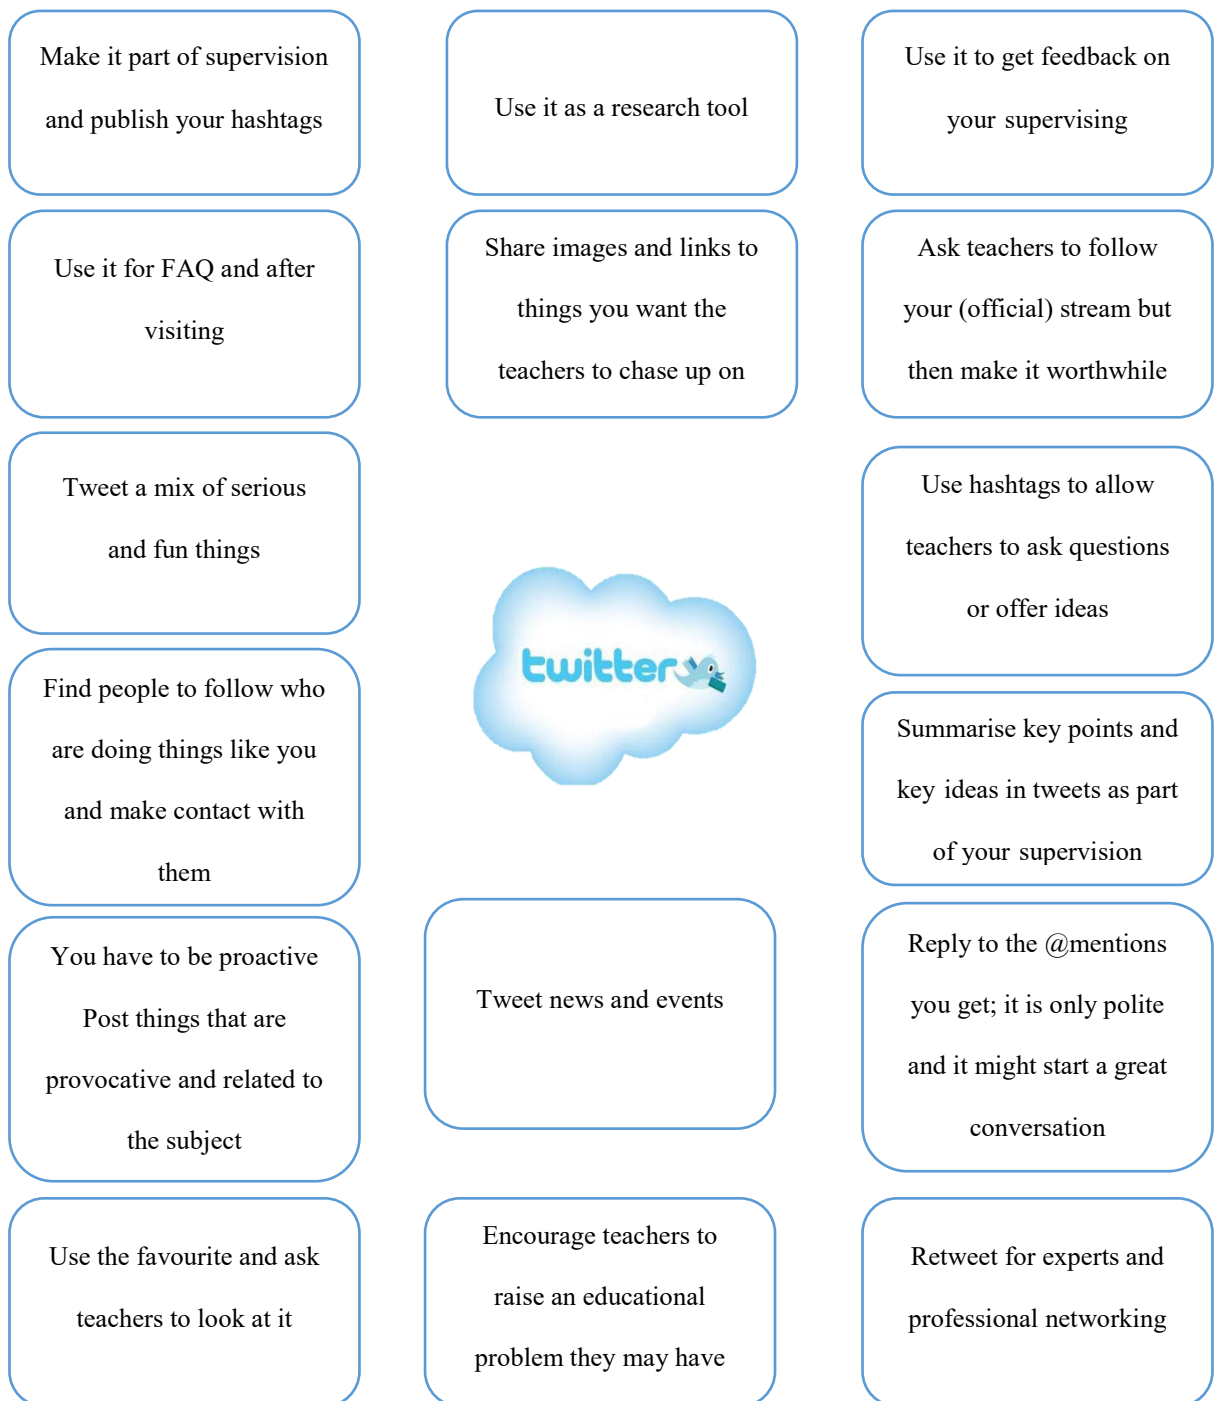 Make it part of supervision
and publish your hashtags
Use it as a research tool
Use it to get feedback on
your supervising
Use it for FAQ and after
visiting
Share images and links to
things you want the
teachers to chase up on
Ask teachers to follow
your (official) stream but
then make it worthwhile
Tweet a mix of serious
and fun things
Use hashtags to allow
teachers to ask questions
or offer ideas
twitter
Find people to follow who
are doing things like you
and make contact with
them
Summarise key points and
key ideas in tweets as part
of your supervision
You have to be proactive
Post things that are
provocative and related to
the subject
Tweet news and events
Reply to the @mentions
you get; it is only polite
and it might start a great
conversation
Use the favourite and ask
teachers to look at it
Encourage teachers to
raise an educational
problem they may have
Retweet for experts and
professional networking